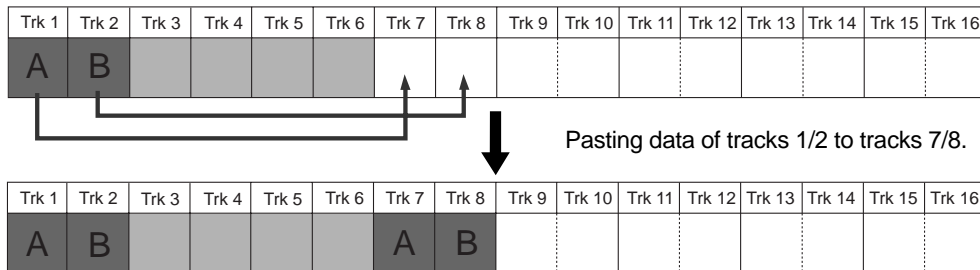 Trk 1 Trk 2 Trk 3 Trk 4 Trk 5 Trk 6 Trk 7 Trk 8 Trk 9 Trk 10 Trk 11 Trk 12 Trk 13 Trk 14 Trk 15 Trk 16
A B
Pasting data of tracks 1/2 to tracks 7/8.
Trk 1 Trk 2 Trk 3 Trk 4 Trk 5 Trk 6 Trk 7 Trk 8 Trk 9 Trk 10 Trk 11 Trk 12 Trk 13 Trk 14 Trk 15 Trk 16
A B A B